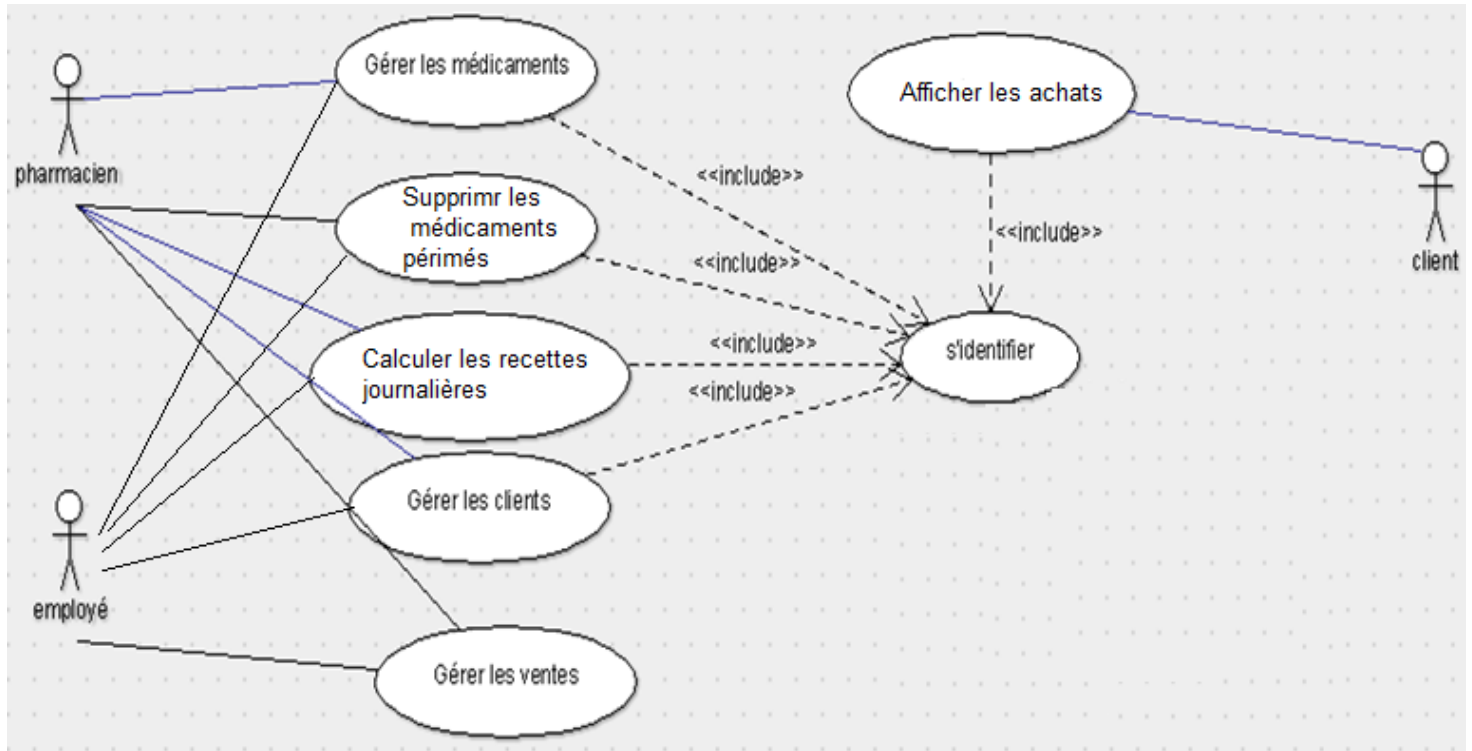 Gérer les médicaments
Afficher les achats
pharmacien
<<include>>
Supprimr les
médicaments
périmés
<<include>>
client
<<include>>
<<include>>
s'identifier
Calculer les recettes
journalières
<<include>>
Gérer les clients
employé
Gérer les ventes